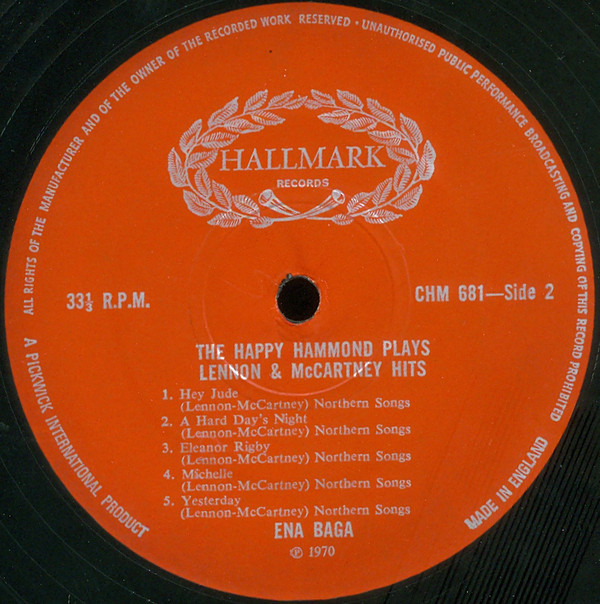 ALL RIGHTS OF THE MANUFACTURER AND OF THE OWNER OF THE RECORDED WORK RESERVED • UNAUTHORISED PUBLIC PERFORMANCE BROADCASTING AND COPYING OF THIS RECORD PROHIBITED
HALLMARK
RECORDS
33⅓ R.P.M.
CHM 681—Side 2
THE HAPPY HAMMOND PLAYS
LENNON & McCARTNEY HITS
1. Hey Jude
(Lennon-McCartney) Northern Songs
2. A Hard Day's Night
(Lennon-McCartney) Northern Songs
3. Eleanor Rigby
(Lennon-McCartney) Northern Songs
4. Michelle
(Lennon-McCartney) Northern Songs
5. Yesterday
(Lennon-McCartney) Northern Songs
ENA BAGA
℗ 1970
A PICKWICK INTERNATIONAL PRODUCT
MADE IN ENGLAND